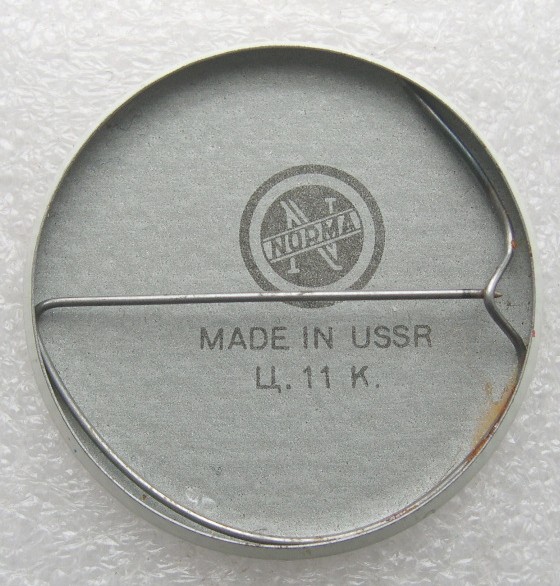 NORMA
MADE IN USSR
Ц. 11 К.